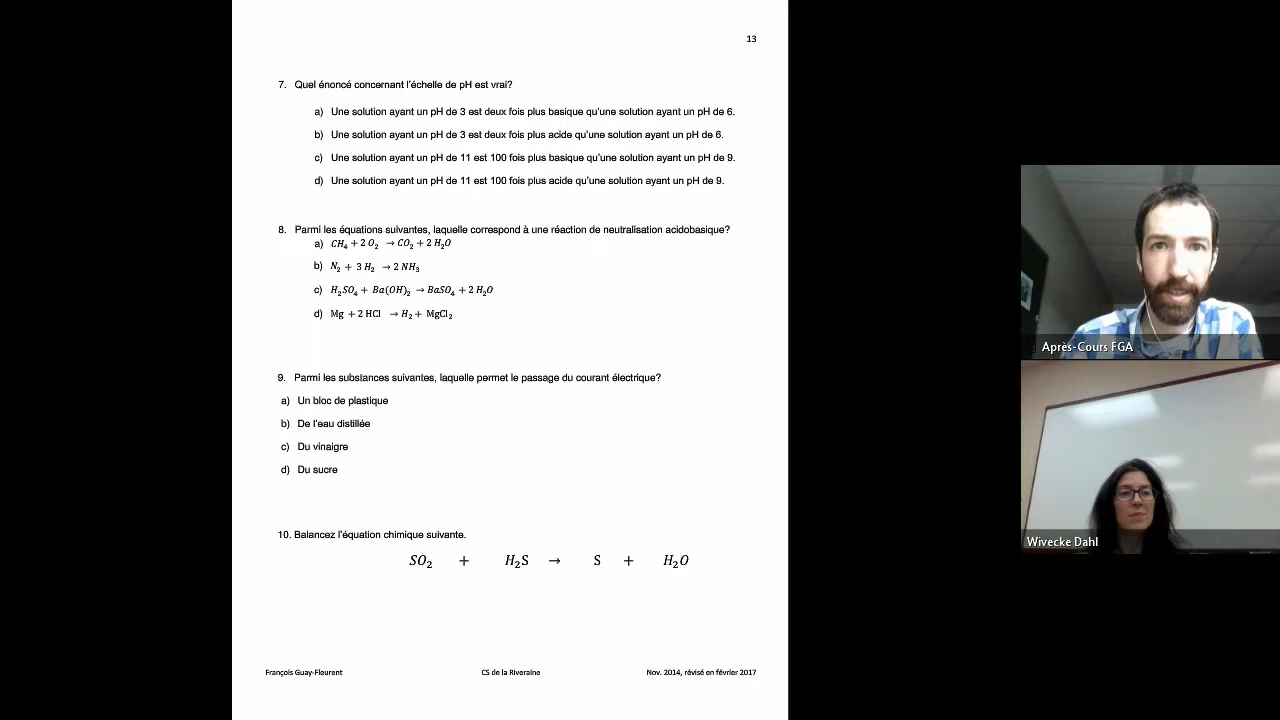 13
7. Quel énoncé concernant l'échelle de pH est vrai?
a) Une solution ayant un pH de 3 est deux fois plus basique qu'une solution ayant un pH de 6.
b) Une solution ayant un pH de 3 est deux fois plus acide qu'une solution ayant un pH de 6.
c) Une solution ayant un pH de 11 est 100 fois plus basique qu'une solution ayant un pH de 9.
d) Une solution ayant un pH de 11 est 100 fois plus acide qu'une solution ayant un pH de 9.
8. Parmi les équations suivantes, laquelle correspond à une réaction de neutralisation acidobasique?
a) CH₄ + 2 O₂ → CO₂ + 2 H₂O
b) N₂ + 3 H₂ → 2 NH₃
c) H₂SO₄ + Ba(OH)₂ → BaSO₄ + 2 H₂O
d) Mg + 2 HCl → H₂ + MgCl₂
9. Parmi les substances suivantes, laquelle permet le passage du courant électrique?
a) Un bloc de plastique
b) De l'eau distillée
c) Du vinaigre
d) Du sucre
10. Balancez l'équation chimique suivante.
SO₂ + H₂S → S + H₂O
François Guay-Fleurent CS de la Riveraine Nov. 2014, révisé en février 2017
Après-Cours FGA
Wivecke Dahl